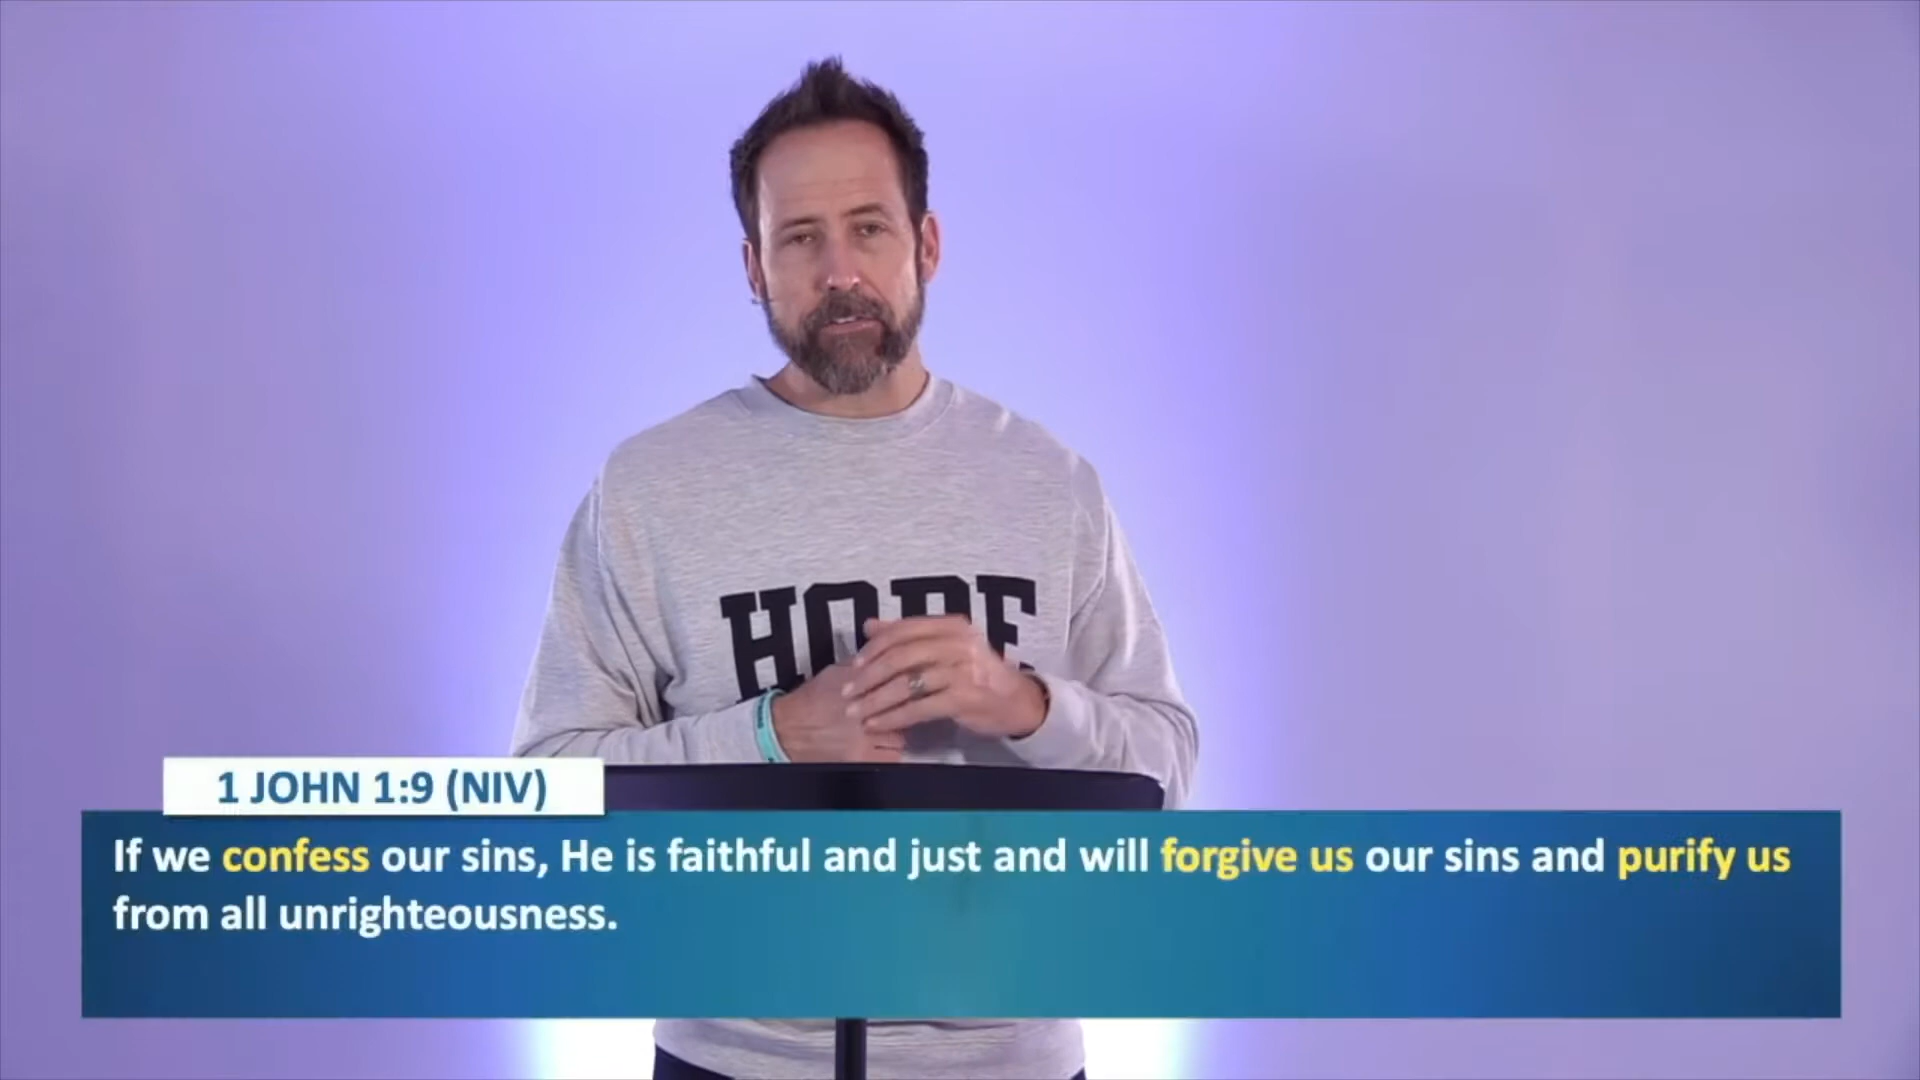 HOPE
1 JOHN 1:9 (NIV)
If we confess our sins, He is faithful and just and will forgive us our sins and purify us
from all unrighteousness.